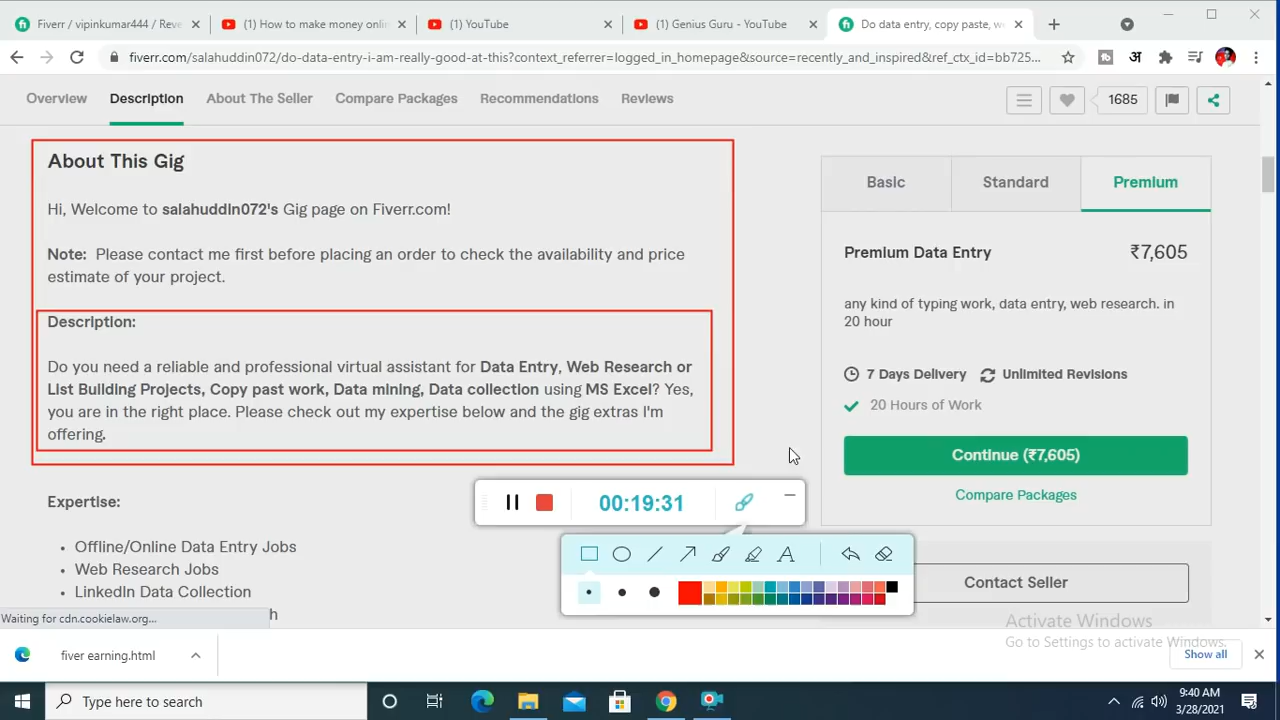 Fiverr / vipinkumar444 / Reve
(1) How to make money onlin
(1) YouTube
(1) Genius Guru - YouTube
Do data entry, copy paste, we
fiverr.com/salahuddin072/do-data-entry-i-am-really-good-at-this?context_referrer=logged_in_homepage&source=recently_and_inspired&ref_ctx_id=bb725...
अ
Overview
Description
About The Seller
Compare Packages
Recommendations
Reviews
1685
About This Gig
Hi, Welcome to salahuddin072's Gig page on Fiverr.com!
Note: Please contact me first before placing an order to check the availability and price
estimate of your project.
Description:
Do you need a reliable and professional virtual assistant for Data Entry, Web Research or
List Building Projects, Copy past work, Data mining, Data collection using MS Excel? Yes,
you are in the right place. Please check out my expertise below and the gig extras I'm
offering.
Expertise:
Offline/Online Data Entry Jobs
Web Research Jobs
LinkedIn Data Collection
h
Basic
Standard
Premium
Premium Data Entry
₹7,605
any kind of typing work, data entry, web research. in
20 hour
7 Days Delivery
Unlimited Revisions
20 Hours of Work
Continue (₹7,605)
Compare Packages
Contact Seller
00:19:31
A
Waiting for cdn.cookielaw.org...
Activate Windows
Go to Settings to activate Windows.
fiver earning.html
Show all
Type here to search
9:40 AM
3/28/2021